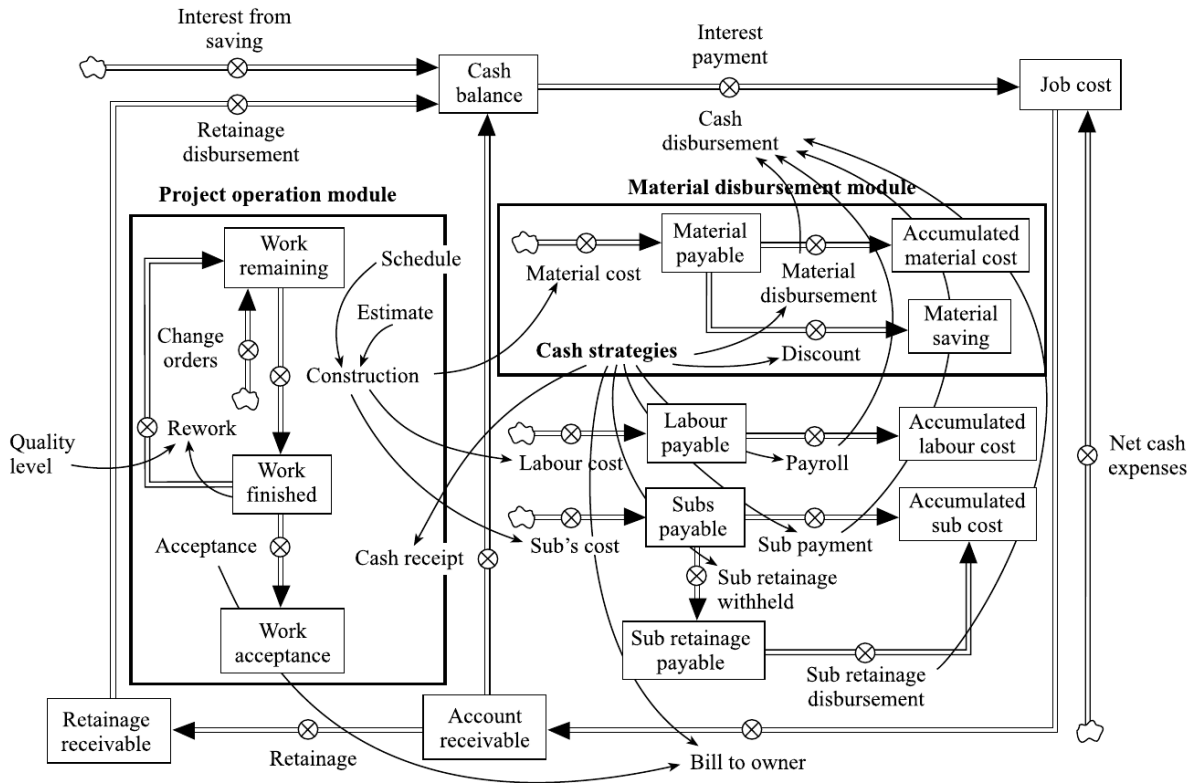 Interest from
saving
Interest
payment
Cash
balance
Job cost
Retainage
disbursement
Cash
disbursement
Project operation module
Material disbursement module
Work
remaining
Schedule
Material
payable
Accumulated
material cost
Material cost
Material
disbursement
Estimate
Change
orders
Material
saving
Cash strategies
Discount
Construction
Quality
level
Rework
Labour
payable
Accumulated
labour cost
Labour cost
Payroll
Net cash
expenses
Work
finished
Subs
payable
Accumulated
sub cost
Acceptance
Cash receipt
Sub's cost
Sub payment
Sub retainage
withheld
Work
acceptance
Sub retainage
payable
Sub retainage
disbursement
Retainage
receivable
Account
receivable
Retainage
Bill to owner